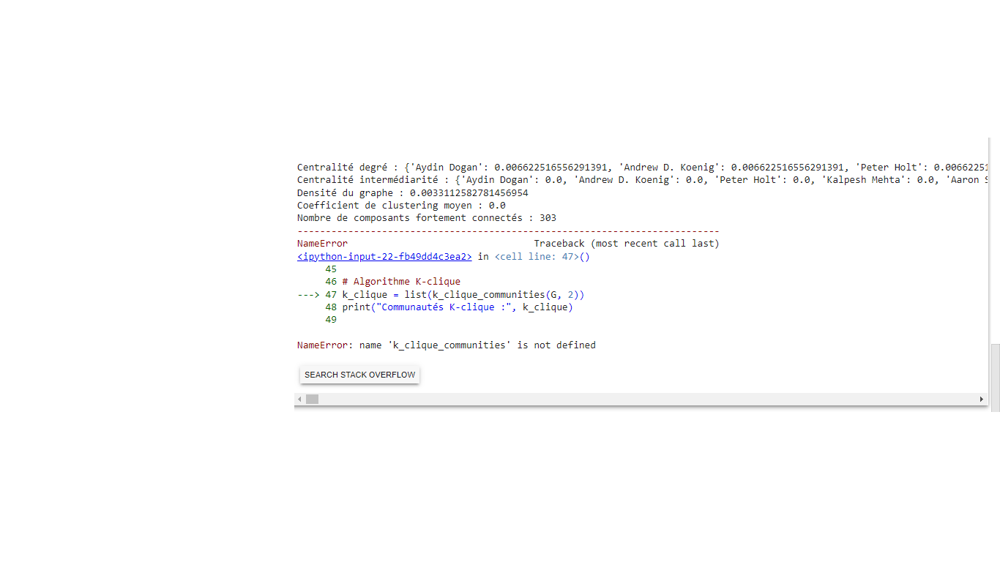 Centralité degré : {'Aydin Dogan': 0.006622516556291391, 'Andrew D. Koenig': 0.006622516556291391, 'Peter Holt': 0.0066225
Centralité intermédiarité : {'Aydin Dogan': 0.0, 'Andrew D. Koenig': 0.0, 'Peter Holt': 0.0, 'Kalpesh Mehta': 0.0, 'Aaron S
Densité du graphe : 0.0033112582781456954
Coefficient de clustering moyen : 0.0
Nombre de composants fortement connectés : 303
---------------------------------------------------------------------------
NameError Traceback (most recent call last)
<ipython-input-22-fb49dd4c3ea2> in <cell line: 47>()
45
46 # Algorithme K-clique
---> 47 k_clique = list(k_clique_communities(G, 2))
48 print("Communautés K-clique :", k_clique)
49
NameError: name 'k_clique_communities' is not defined
SEARCH STACK OVERFLOW